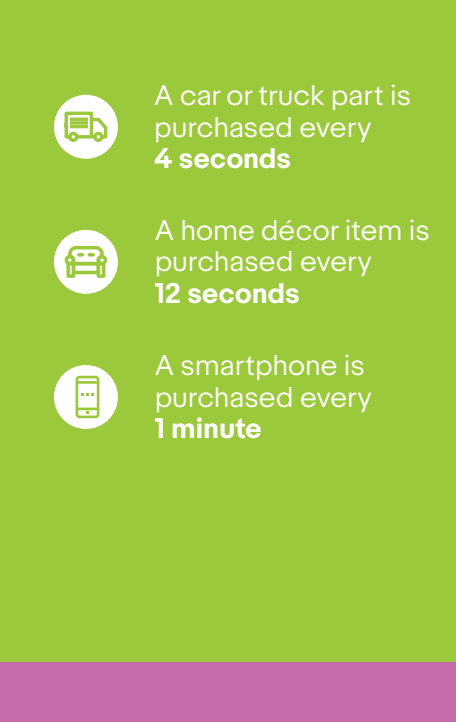 A car or truck part is
purchased every
4 seconds
A home décor item is
purchased every
12 seconds
A smartphone is
purchased every
1 minute